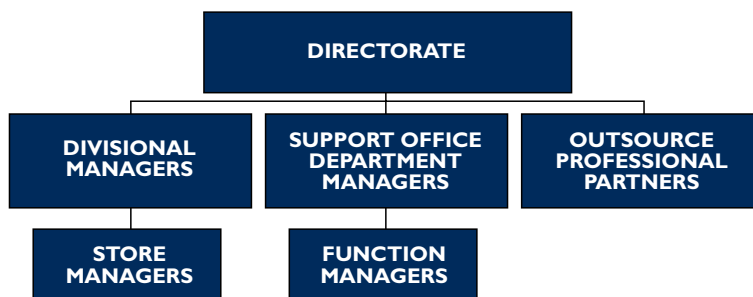 DIRECTORATE
DIVISIONAL
MANAGERS
SUPPORT OFFICE
DEPARTMENT
MANAGERS
OUTSOURCE
PROFESSIONAL
PARTNERS
STORE
MANAGERS
FUNCTION
MANAGERS